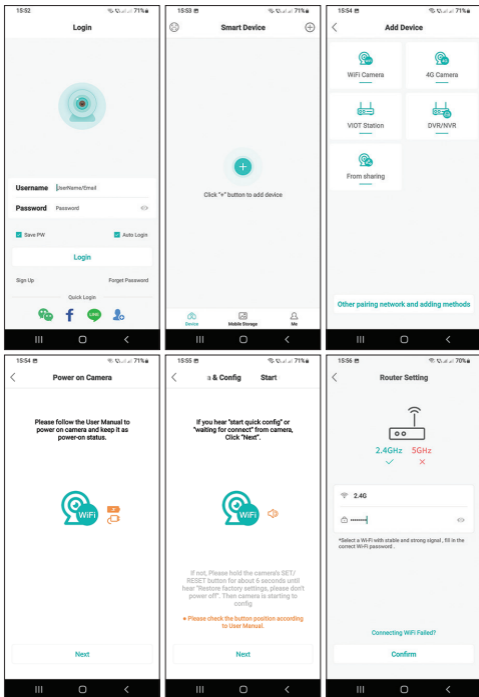 15:52
71%
Login
Username
UserName/Email
Password
Password
Save PW
Auto Login
Login
Sign Up
Forget Password
Quick Login
LINE
15:53
71%
Smart Device
Click "+" button to add device
Device
Mobile Storage
Me
15:54
71%
Add Device
WiFi Camera
4G Camera
VIOT Station
DVR/NVR
From sharing
Other pairing network and adding methods
15:54
71%
Power on Camera
Please follow the User Manual to
power on camera and keep it as
power-on status.
WiFi
Next
15:55
71%
& Config Start
If you hear "start quick config" or
"waiting for connect" from camera,
Click "Next".
WiFi
If not, Please hold the camera's SET/
RESET button for about 5 seconds until
hear "Restore factory settings, please don't
power off". Then camera is starting to
config
Please check the button position according
to User Manual.
Next
15:56
70%
Router Setting
2.4GHz 5GHz
2.4G
*Select a Wi-Fi with stable and strong signal , fill in the
correct Wi-Fi password .
Connecting WiFi Failed?
Confirm